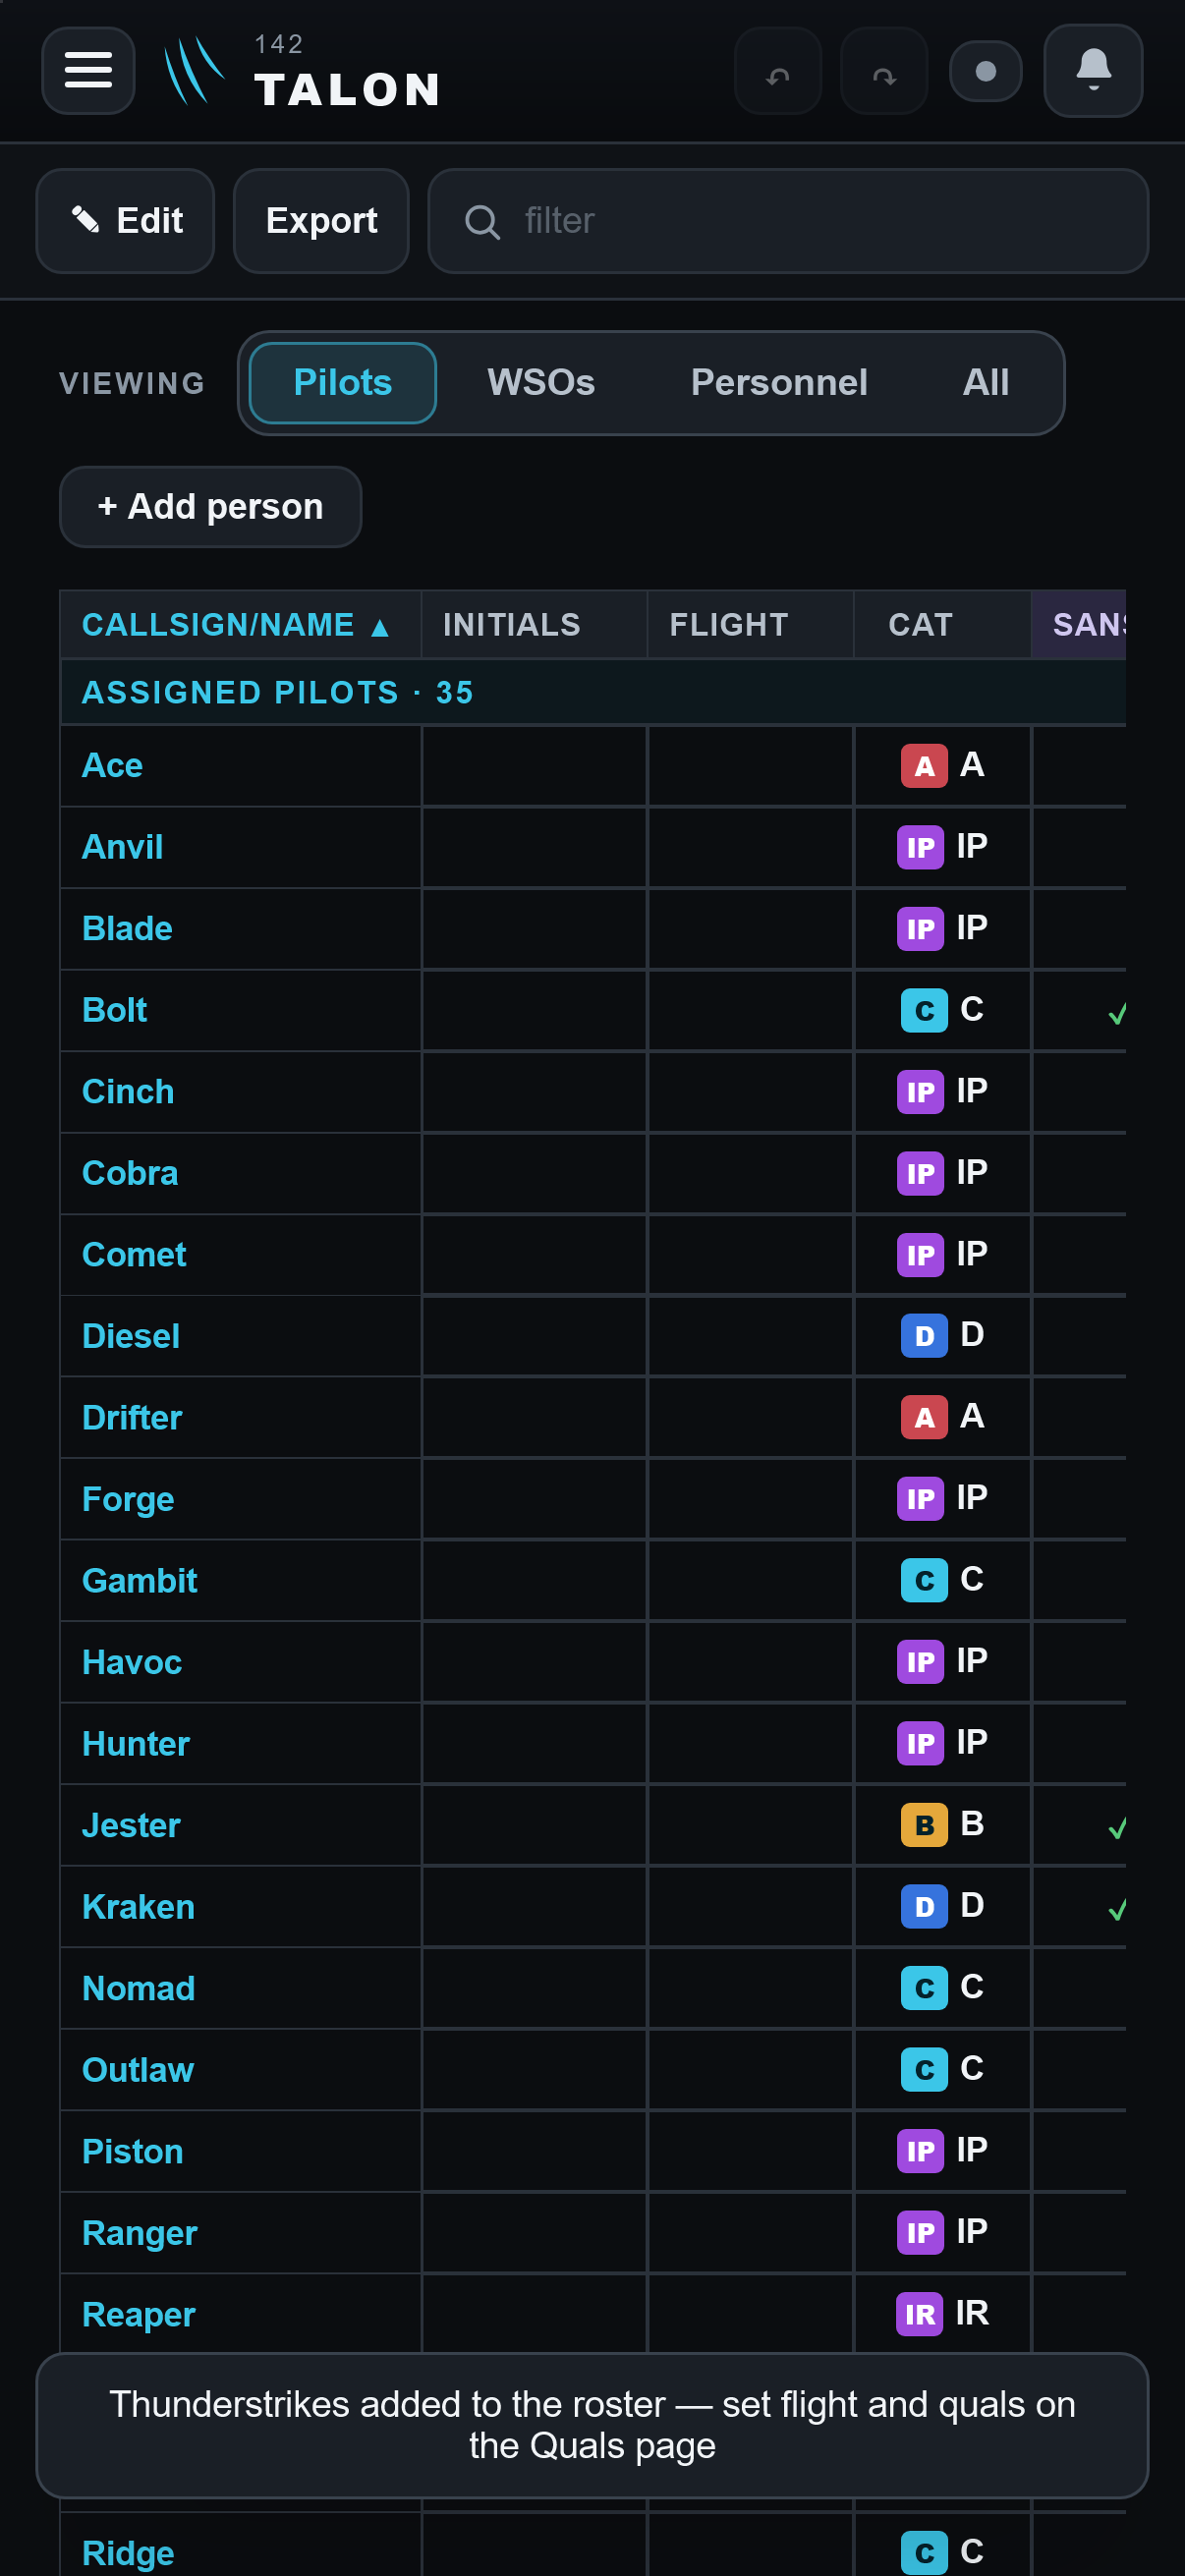 142
TALON
Edit Export filter
VIEWING Pilots WSOs Personnel All
+ Add person
CALLSIGN/NAME ▲ INITIALS FLIGHT CAT SANS
ASSIGNED PILOTS · 35
Ace A A
Anvil IP IP
Blade IP IP
Bolt C C ✓
Cinch IP IP
Cobra IP IP
Comet IP IP
Diesel D D
Drifter A A
Forge IP IP
Gambit C C
Havoc IP IP
Hunter IP IP
Jester B B ✓
Kraken D D ✓
Nomad C C
Outlaw C C
Piston IP IP
Ranger IP IP
Reaper IR IR
Thunderstrikes added to the roster — set flight and quals on
the Quals page
Ridge C C